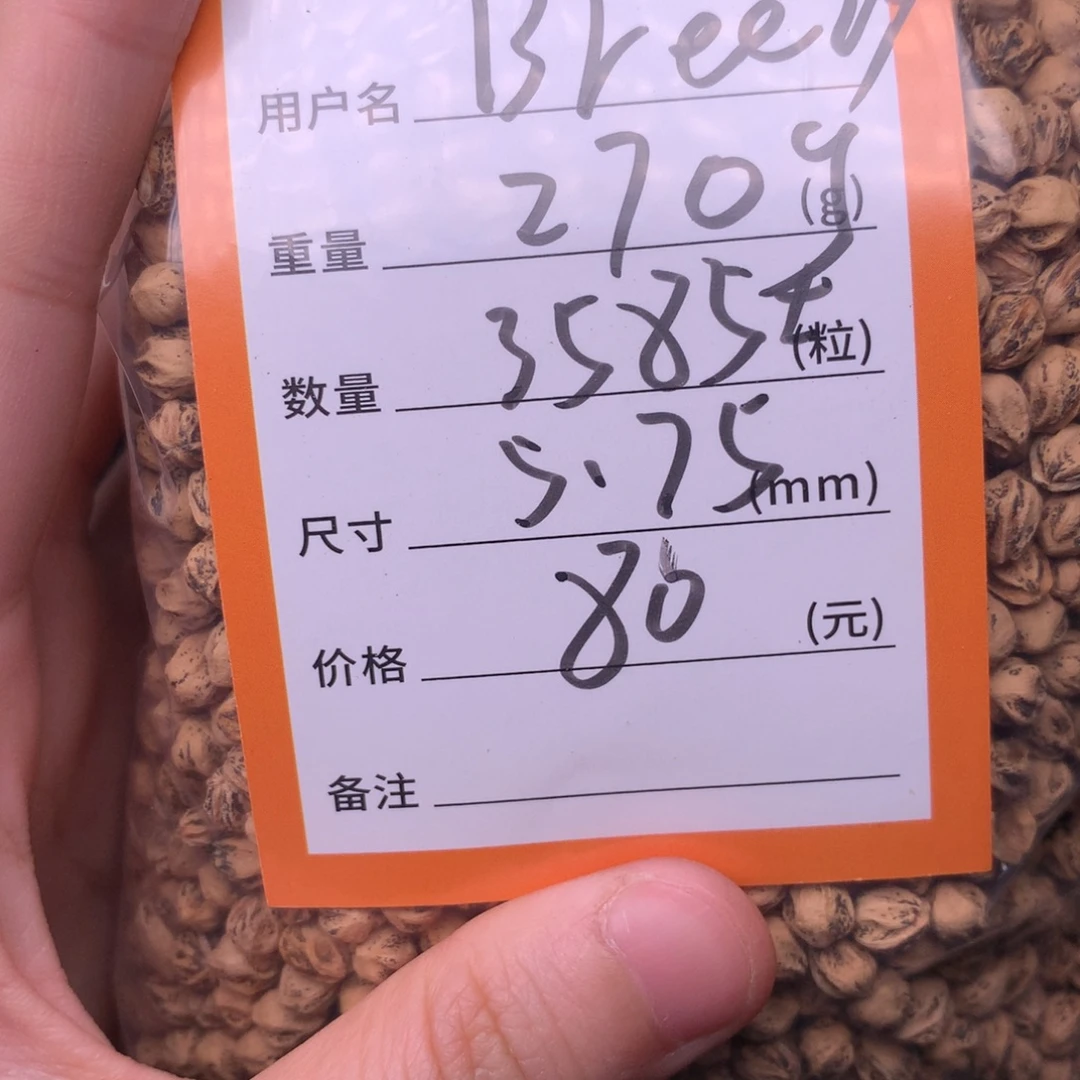 用户名 Breen
重量 270g (g)
数量 3585± (粒)
尺寸 5.75 (mm)
价格 80 (元)
备注